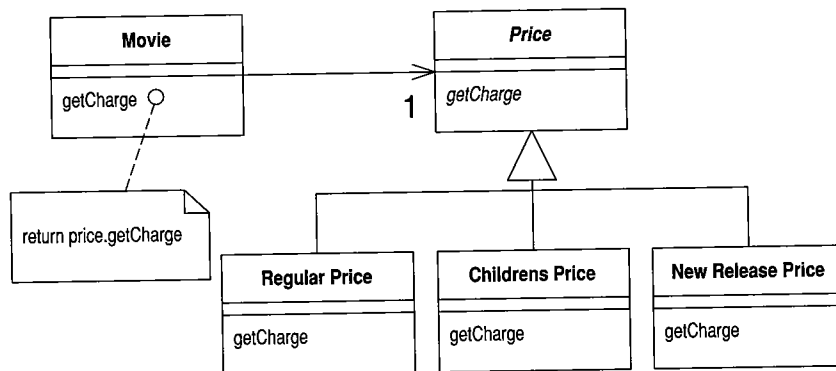 Movie
Price
getCharge
1
getCharge
return price.getCharge
Regular Price
Childrens Price
New Release Price
getCharge
getCharge
getCharge